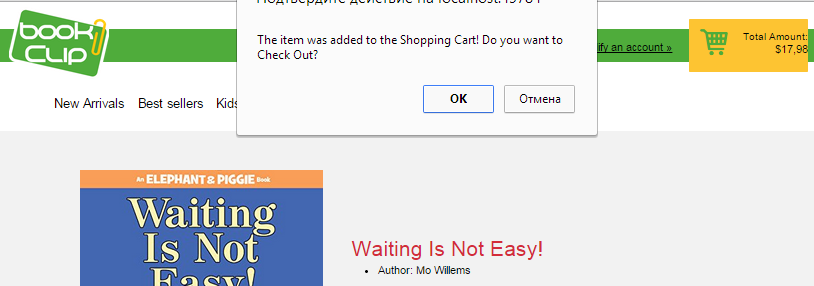 book
Clip
Подтвердите действие на localhost:
The item was added to the Shopping Cart! Do you want to
Check Out?
OK
Отмена
ify an account »
Total Amount:
$17,98
New Arrivals
Best sellers
Kids
An ELEPHANT & PIGGIE Book
Waiting
Is Not
Easy!
Waiting Is Not Easy!
Author: Mo Willems